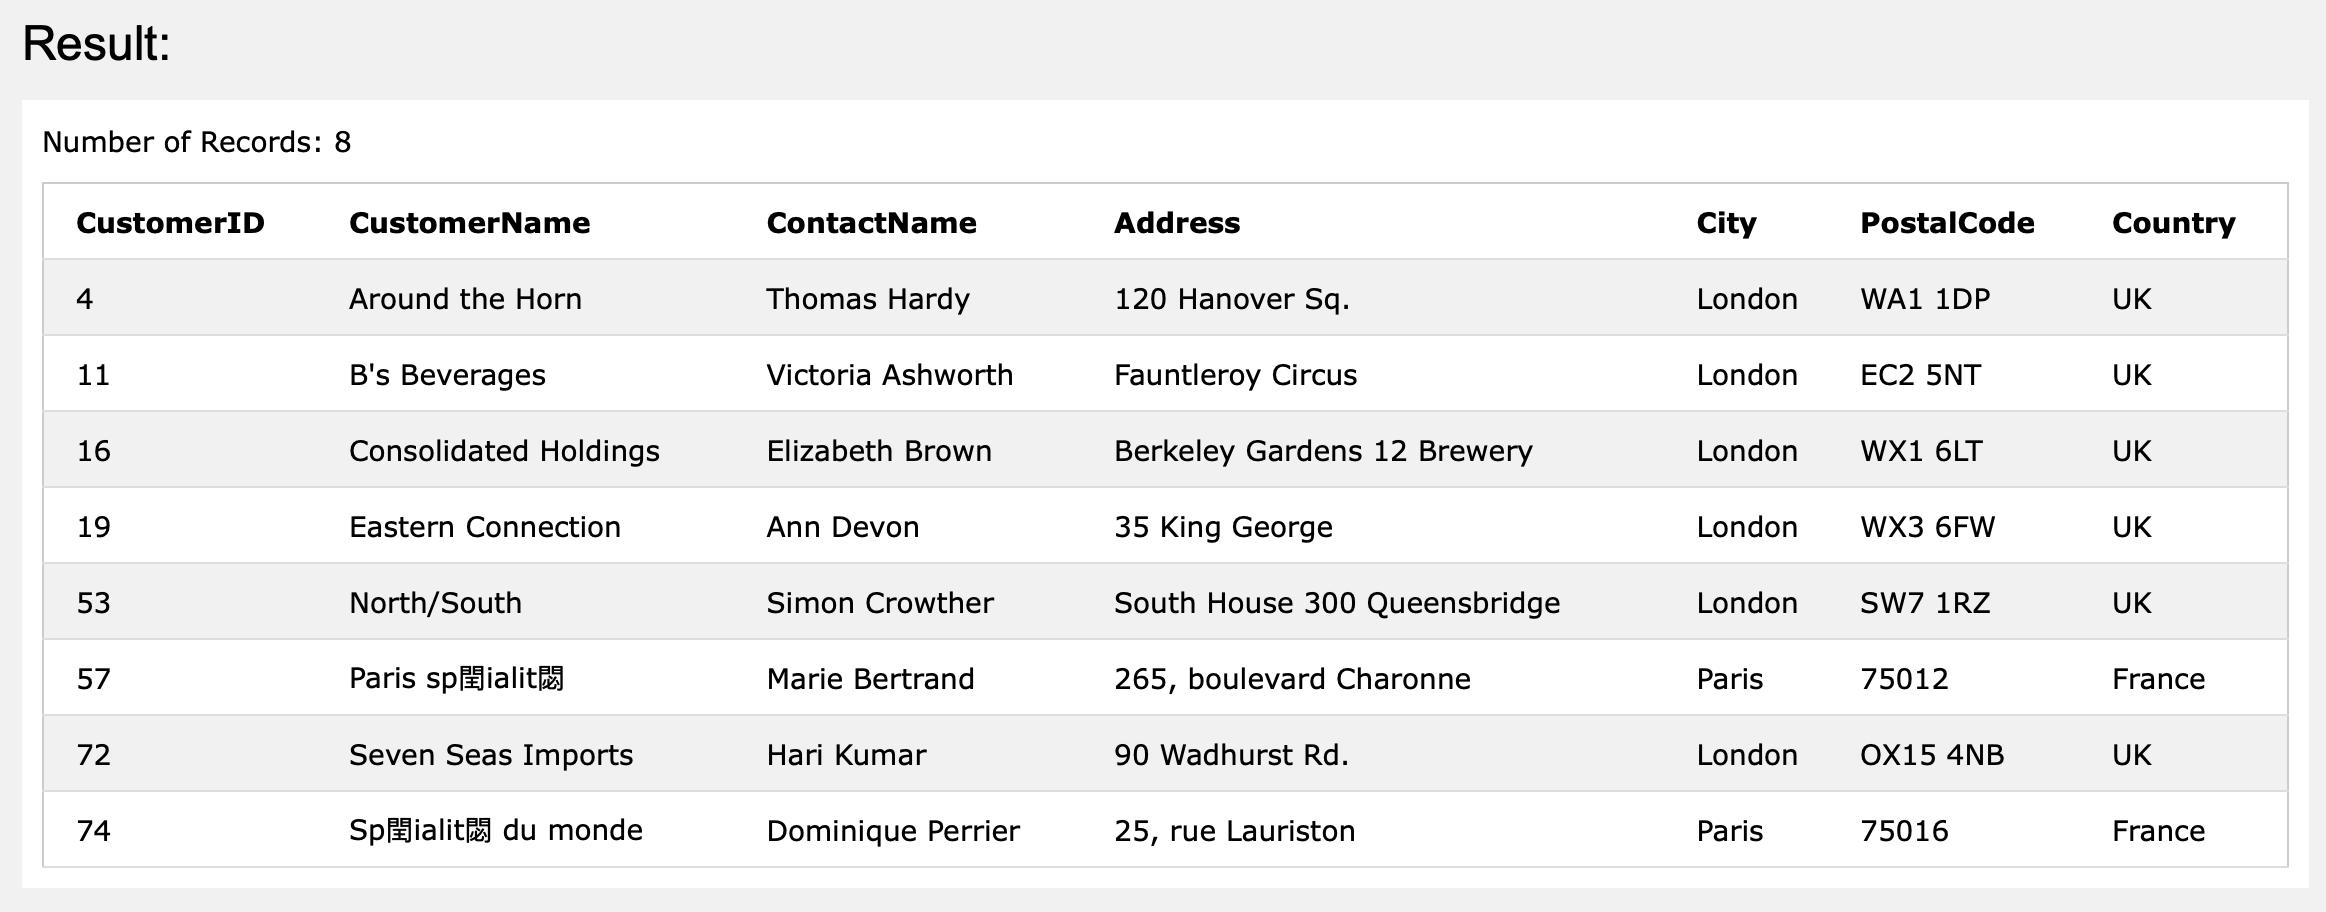 Result:
Number of Records: 8
CustomerID CustomerName ContactName Address City PostalCode Country
4 Around the Horn Thomas Hardy 120 Hanover Sq. London WA1 1DP UK
11 B's Beverages Victoria Ashworth Fauntleroy Circus London EC2 5NT UK
16 Consolidated Holdings Elizabeth Brown Berkeley Gardens 12 Brewery London WX1 6LT UK
19 Eastern Connection Ann Devon 35 King George London WX3 6FW UK
53 North/South Simon Crowther South House 300 Queensbridge London SW7 1RZ UK
57 Paris sp閏ialit閟 Marie Bertrand 265, boulevard Charonne Paris 75012 France
72 Seven Seas Imports Hari Kumar 90 Wadhurst Rd. London OX15 4NB UK
74 Sp閏ialit閟 du monde Dominique Perrier 25, rue Lauriston Paris 75016 France